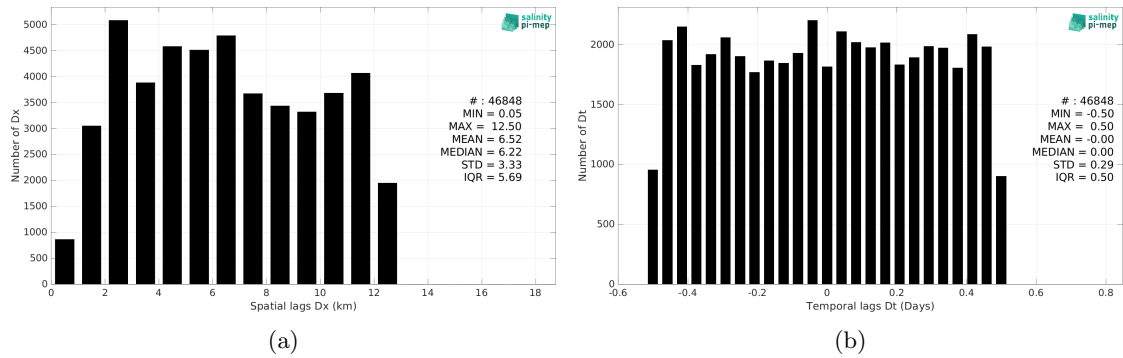 salinity
pi-mep
5000
4500
4000
3500
3000
2500
2000
1500
1000
500
0
Number of Dx
# : 46848
MIN = 0.05
MAX = 12.50
MEAN = 6.52
MEDIAN = 6.22
STD = 3.33
IQR = 5.69
0 2 4 6 8 10 12 14 16 18
Spatial lags Dx (km)
(a)
salinity
pi-mep
2000
1500
1000
500
0
Number of Dt
# : 46848
MIN = -0.50
MAX = 0.50
MEAN = -0.00
MEDIAN = 0.00
STD = 0.29
IQR = 0.50
-0.6 -0.4 -0.2 0 0.2 0.4 0.6 0.8
Temporal lags Dt (Days)
(b)